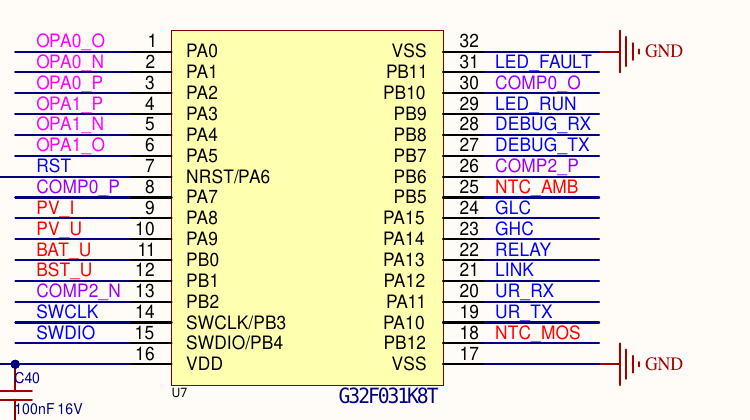 OPA0_O 1 PA0 VSS 32 GND
OPA0_N 2 PA1 PB11 31 LED_FAULT
OPA0_P 3 PA2 PB10 30 COMP0_O
OPA1_P 4 PA3 PB9 29 LED_RUN
OPA1_N 5 PA4 PB8 28 DEBUG_RX
OPA1_O 6 PA5 PB7 27 DEBUG_TX
RST 7 NRST/PA6 PB6 26 COMP2_P
COMP0_P 8 PA7 PB5 25 NTC_AMB
PV_I 9 PA8 PA15 24 GLC
PV_U 10 PA9 PA14 23 GHC
BAT_U 11 PB0 PA13 22 RELAY
BST_U 12 PB1 PA12 21 LINK
COMP2_N 13 PB2 PA11 20 UR_RX
SWCLK 14 SWCLK/PB3 PA10 19 UR_TX
SWDIO 15 SWDIO/PB4 PB12 18 NTC_MOS
16 VDD VSS 17 GND
C40
U7 G32F031K8T
100nF 16V